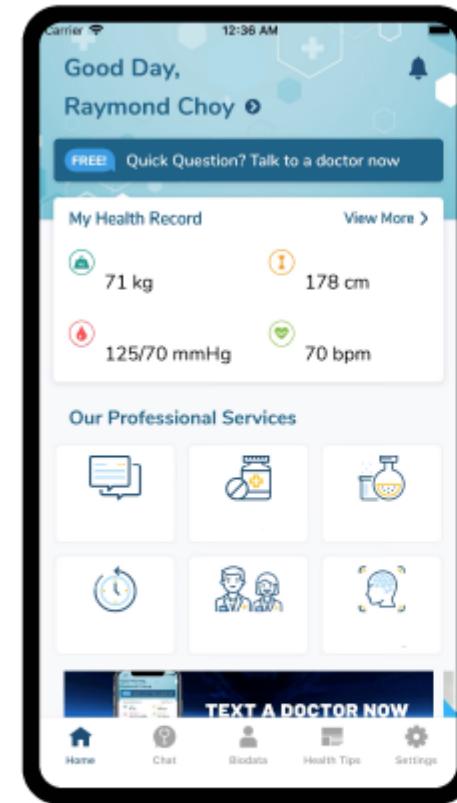 Carrier 12:36 AM
Good Day,
Raymond Choy
FREE! Quick Question? Talk to a doctor now
My Health Record View More >
71 kg 178 cm
125/70 mmHg 70 bpm
Our Professional Services
TEXT A DOCTOR NOW
Home Chat Biodata Health Tips Settings